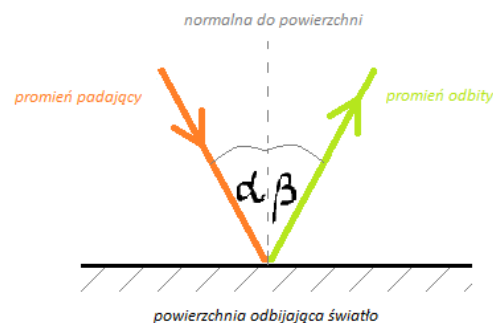 normalna do powierzchni
promień padający
promień odbity
α β
powierzchnia odbijająca światło